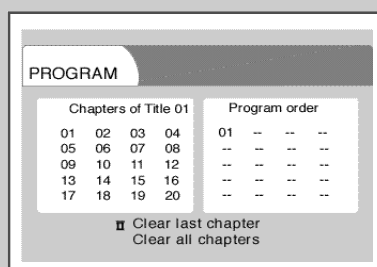 PROGRAM
Chapters of Title 01
01 02 03 04
05 06 07 08
09 10 11 12
13 14 15 16
17 18 19 20
Program order
01 -- -- --
-- -- -- --
-- -- -- --
-- -- -- --
-- -- -- --
Clear last chapter
Clear all chapters